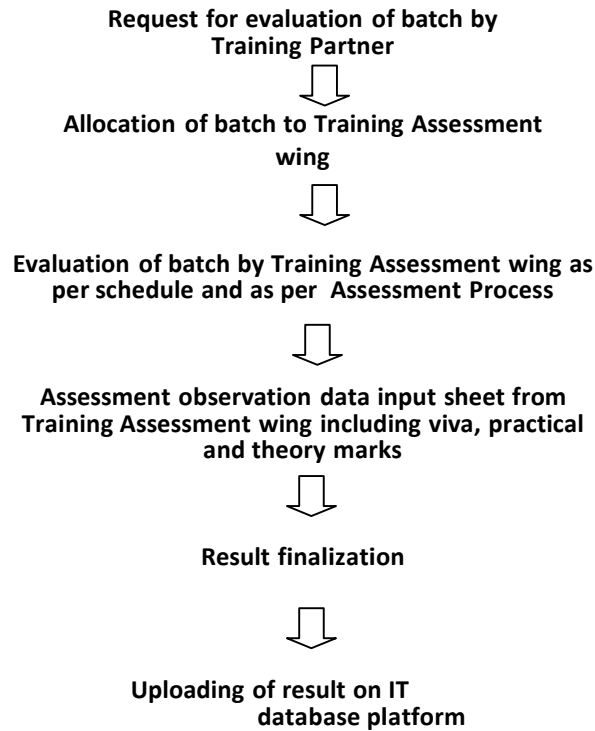 Request for evaluation of batch by
Training Partner
Allocation of batch to Training Assessment
wing
Evaluation of batch by Training Assessment wing as
per schedule and as per Assessment Process
Assessment observation data input sheet from
Training Assessment wing including viva, practical
and theory marks
Result finalization
Uploading of result on IT
database platform